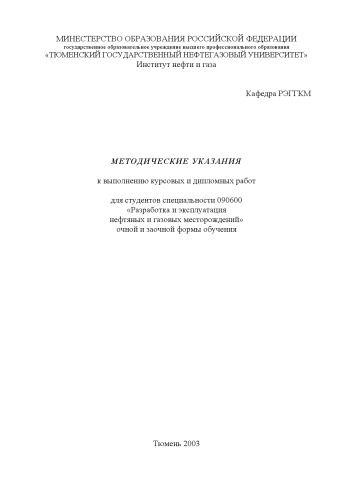 МИНЕСТЕРСТВО ОБРАЗОВАНИЯ РОССИЙСКОЙ ФЕДЕРАЦИИ
государственное образовательное учреждение высшего профессионального образования
«ТЮМЕНСКИЙ ГОСУДАРСТВЕННЫЙ НЕФТЕГАЗОВЫЙ УНИВЕРСИТЕТ»
Институт нефти и газа
Кафедра РЭГГКМ
МЕТОДИЧЕСКИЕ УКАЗАНИЯ
к выполнению курсовых и дипломных работ
для студентов специальности 090600
«Разработка и эксплуатация
нефтяных и газовых месторождений»
очной и заочной формы обучения
Тюмень 2003